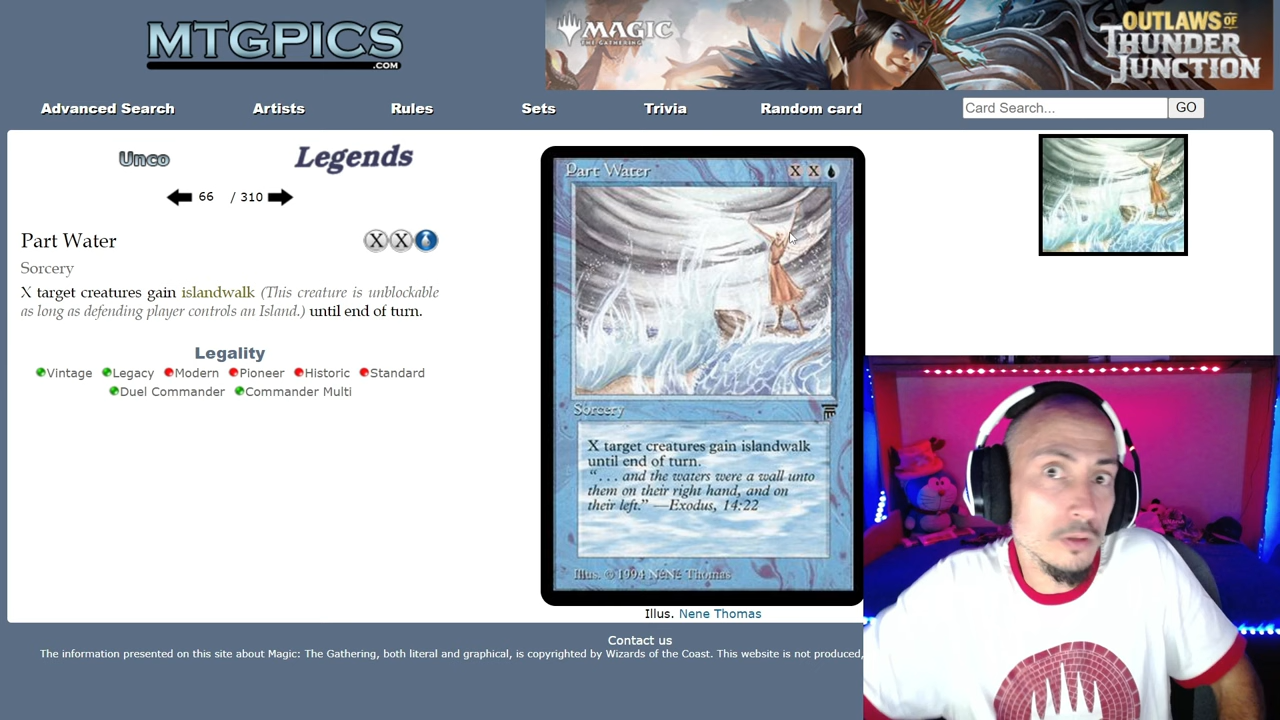 MTGPICS
.COM
MAGIC
THE GATHERING
OUTLAWS OF
THUNDER
JUNCTION
Advanced Search
Artists
Rules
Sets
Trivia
Random card
Card Search...
GO
Unco
Legends
66 / 310
Part Water
XX
Sorcery
X target creatures gain islandwalk (This creature is unblockable
as long as defending player controls an Island.) until end of turn.
Legality
Vintage Legacy Modern Pioneer Historic Standard
Duel Commander Commander Multi
Part Water
X X
Sorcery
X target creatures gain islandwalk
until end of turn.
“ . . . and the waters were a wall unto
them on their right hand, and on
their left.” —Exodus, 14:22
Illus. © 1994 NéNé Thomas
Illus. Nene Thomas
Contact us
The information presented on this site about Magic: The Gathering, both literal and graphical, is copyrighted by Wizards of the Coast. This website is not produced,